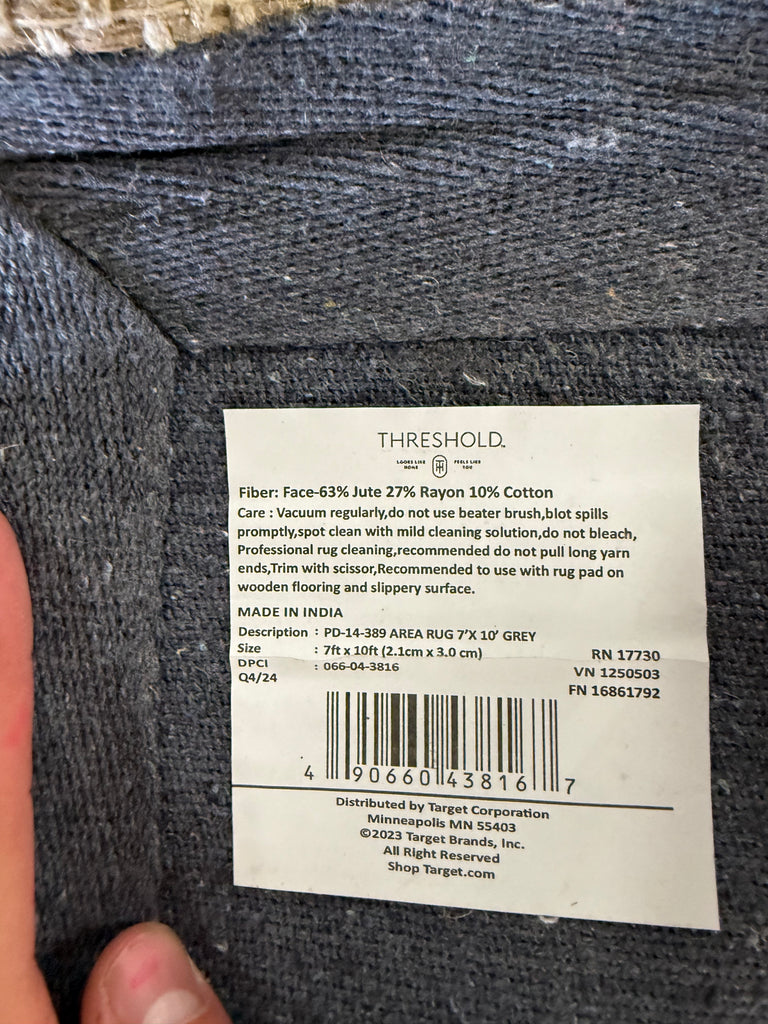 THRESHOLD™
LOOKS LIKE HOME TH FEELS LIKE YOU
Fiber: Face-63% Jute 27% Rayon 10% Cotton
Care : Vacuum regularly,do not use beater brush,blot spills
promptly,spot clean with mild cleaning solution,do not bleach,
Professional rug cleaning,recommended do not pull long yarn
ends,Trim with scissor,Recommended to use with rug pad on
wooden flooring and slippery surface.
MADE IN INDIA
Description : PD-14-389 AREA RUG 7'X 10' GREY
Size : 7ft x 10ft (2.1cm x 3.0 cm) RN 17730
DPCI : 066-04-3816 VN 1250503
Q4/24 FN 16861792
4 90660 43816 7
Distributed by Target Corporation
Minneapolis MN 55403
©2023 Target Brands, Inc.
All Right Reserved
Shop Target.com